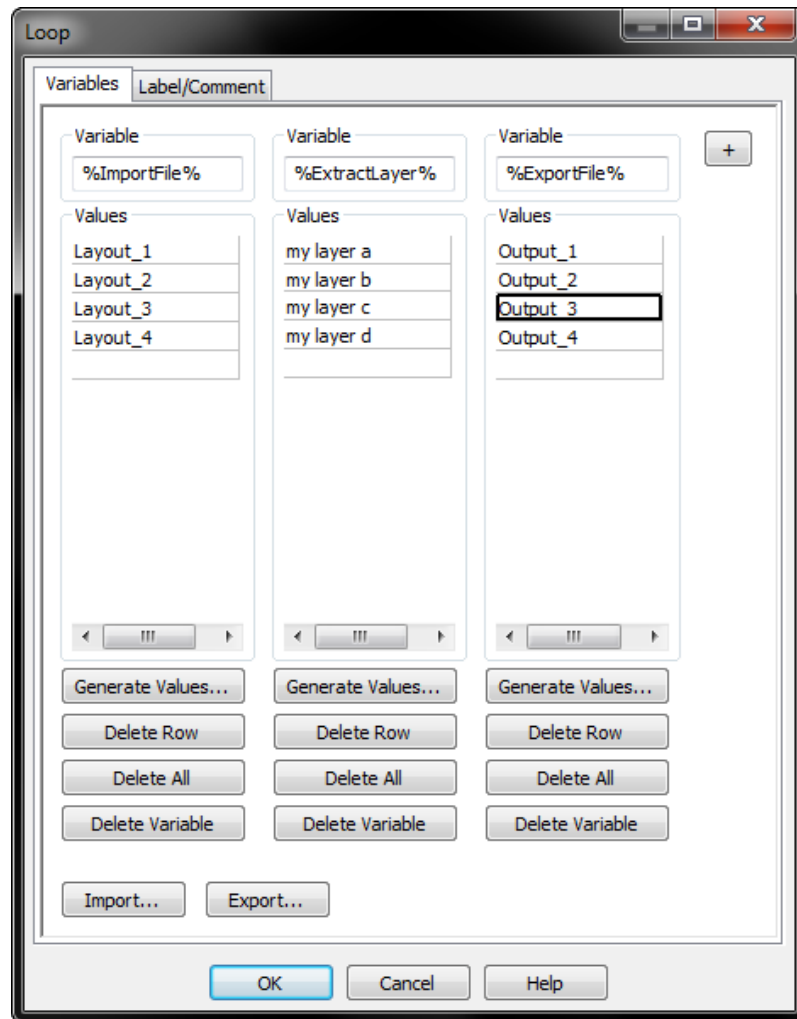 Loop
Variables Label/Comment
Variable Variable Variable
%ImportFile% %ExtractLayer% %ExportFile% +
Values Values Values
Layout_1 my layer a Output_1
Layout_2 my layer b Output_2
Layout_3 my layer c Output_3
Layout_4 my layer d Output_4
Generate Values... Generate Values... Generate Values...
Delete Row Delete Row Delete Row
Delete All Delete All Delete All
Delete Variable Delete Variable Delete Variable
Import... Export...
OK Cancel Help